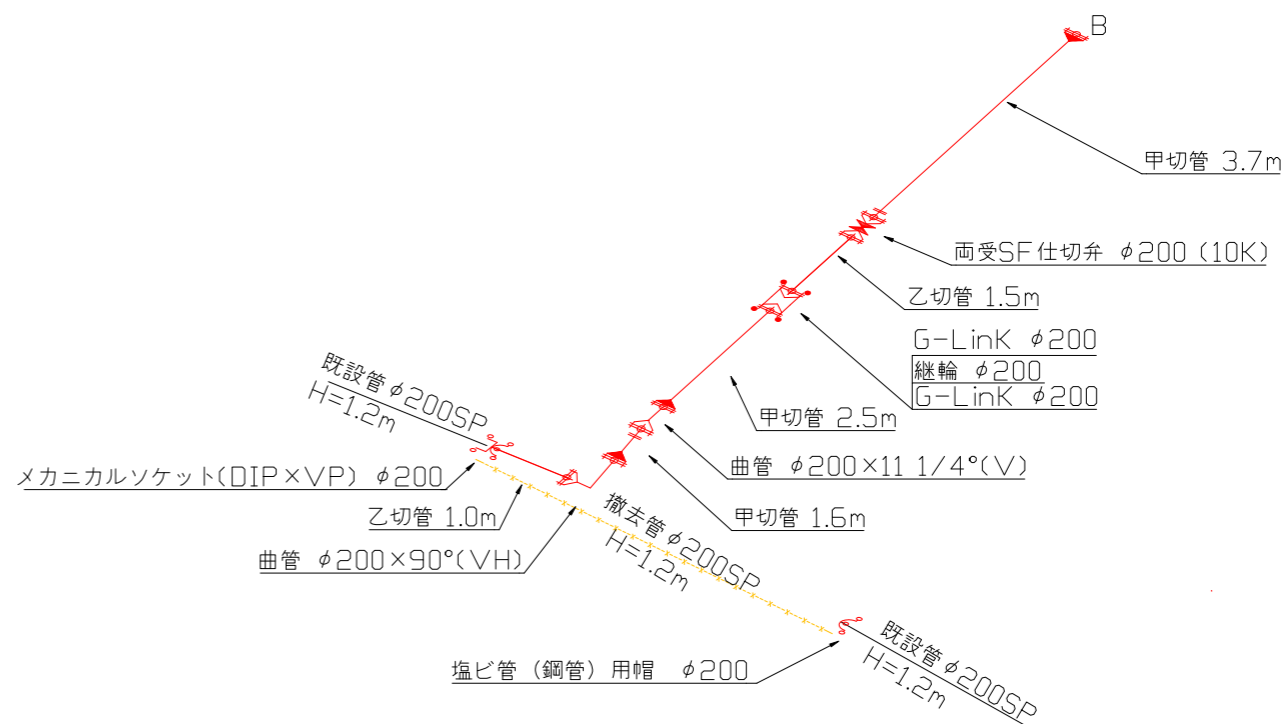 B
甲切管 3.7m
両受SF仕切弁 φ200 (10K)
乙切管 1.5m
G-LinK φ200
継輪 φ200
G-LinK φ200
既設管φ200SP
H=1.2m
甲切管 2.5m
曲管 φ200×11 1/4°(V)
メカニカルソケット(DIP×VP) φ200
乙切管 1.0m
撤去管φ200SP
H=1.2m
甲切管 1.6m
曲管 φ200×90°(VH)
塩ビ管 (鋼管) 用帽 φ200
既設管φ200SP
H=1.2m